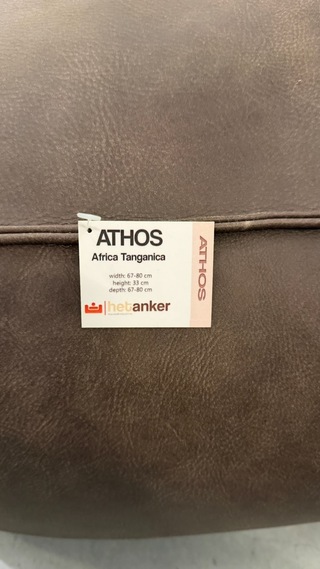 ATHOS
Africa Tanganica
width: 67-80 cm
height: 33 cm
depth: 67-80 cm
hetanker
ATHOS